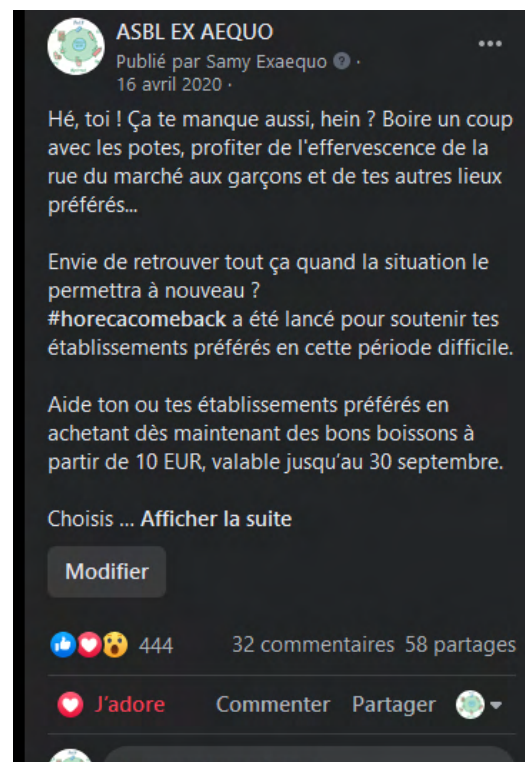 ASBL EX AEQUO
Publié par Samy Exaequo ·
16 avril 2020 ·
Hé, toi ! Ça te manque aussi, hein ? Boire un coup
avec les potes, profiter de l'effervescence de la
rue du marché aux garçons et de tes autres lieux
préférés...
Envie de retrouver tout ça quand la situation le
permettra à nouveau ?
#horecacomeback a été lancé pour soutenir tes
établissements préférés en cette période difficile.
Aide ton ou tes établissements préférés en
achetant dès maintenant des bons boissons à
partir de 10 EUR, valable jusqu'au 30 septembre.
Choisis ... Afficher la suite
Modifier
444 32 commentaires 58 partages
J'adore Commenter Partager